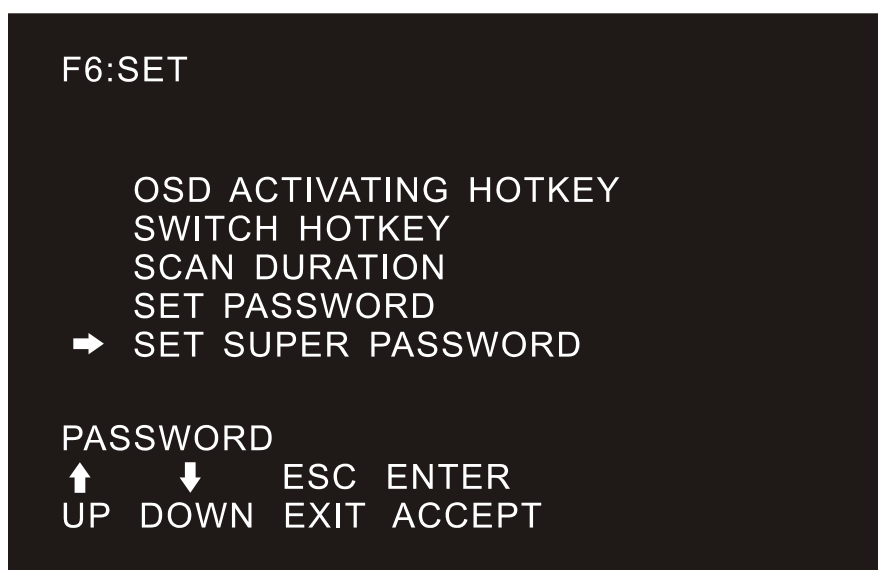 F6:SET
OSD ACTIVATING HOTKEY
SWITCH HOTKEY
SCAN DURATION
SET PASSWORD
SET SUPER PASSWORD
PASSWORD
ESC ENTER
UP DOWN EXIT ACCEPT